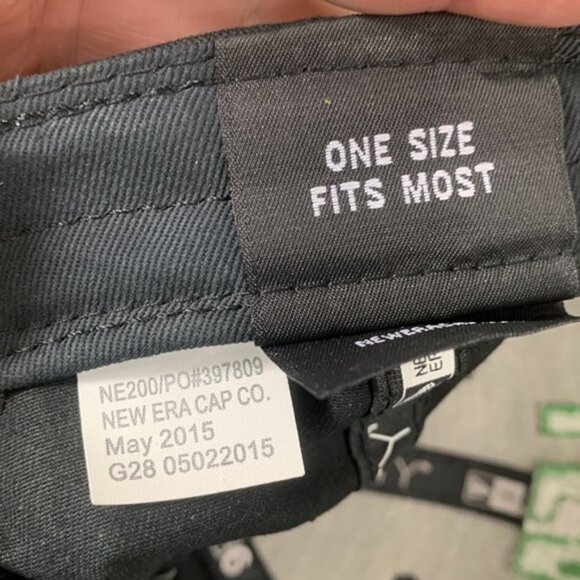 ONE SIZE
FITS MOST
NE200/PO#397809
NEW ERA CAP CO.
May 2015
G28 05022015